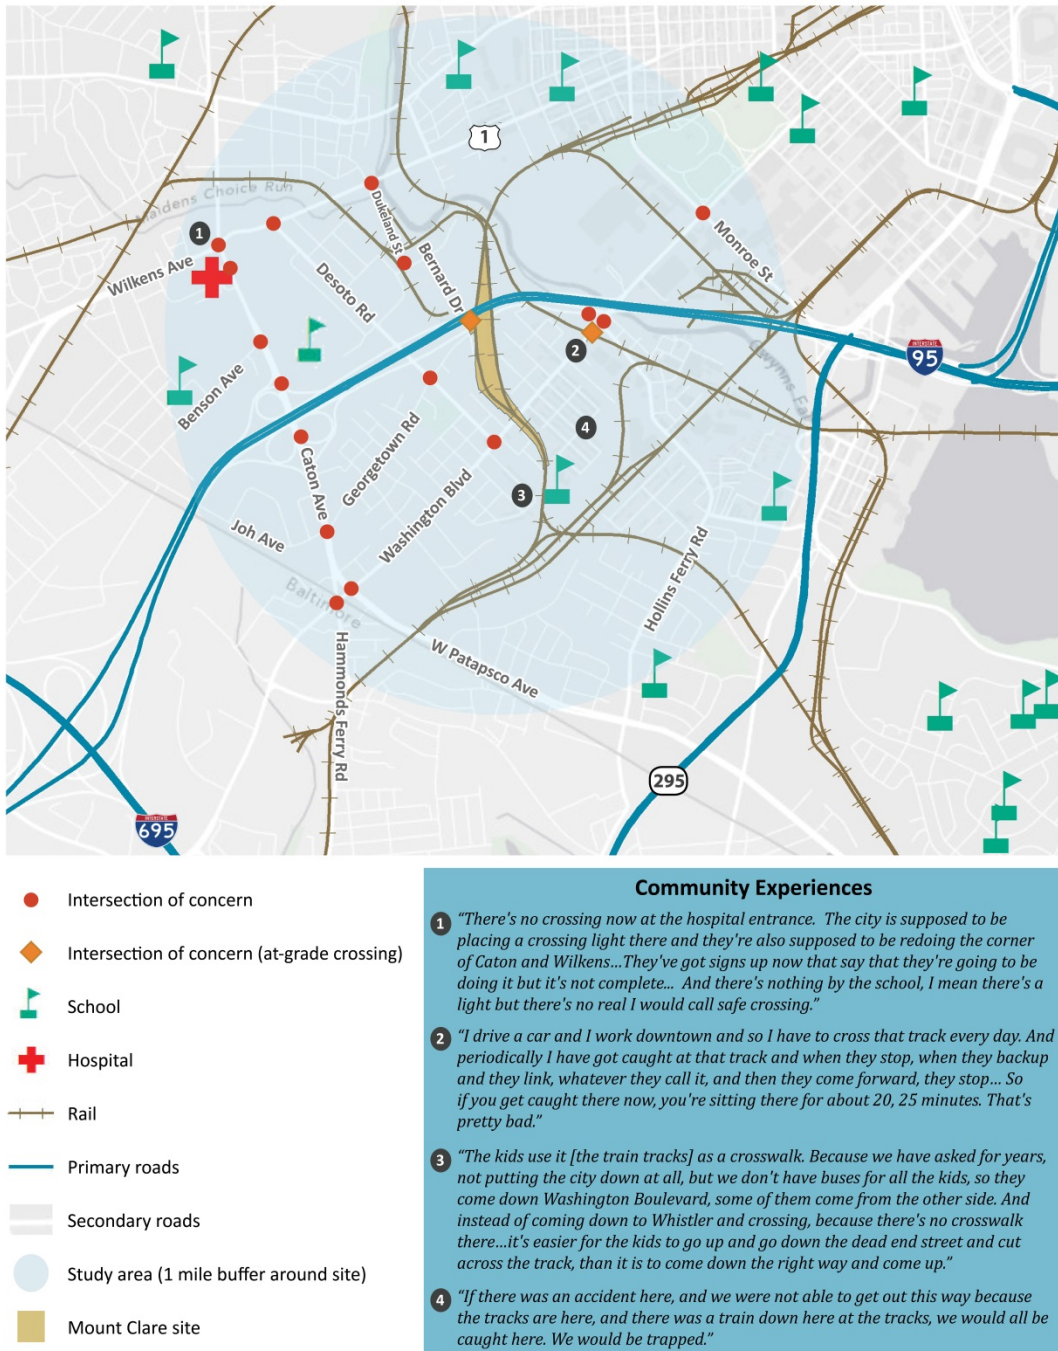 1
Maidens Choice Run
1
Wilkens Ave
Dukeland St
Bernard Dr
Desoto Rd
Monroe St
INTERSTATE
95
2
Gwynns Fal
Benson Ave
4
Caton Ave
Georgetown Rd
Washington Blvd
3
Joh Ave
Baltimore
Hollins Ferry Rd
W Patapsco Ave
Hammonds Ferry Rd
295
INTERSTATE
695
Intersection of concern
Intersection of concern (at-grade crossing)
School
Hospital
Rail
Primary roads
Secondary roads
Study area (1 mile buffer around site)
Mount Clare site
Community Experiences
1 "There's no crossing now at the hospital entrance. The city is supposed to be
placing a crossing light there and they're also supposed to be redoing the corner
of Caton and Wilkens...They've got signs up now that say that they're going to be
doing it but it's not complete... And there's nothing by the school, I mean there's a
light but there's no real I would call safe crossing."
2 "I drive a car and I work downtown and so I have to cross that track every day. And
periodically I have got caught at that track and when they stop, when they backup
and they link, whatever they call it, and then they come forward, they stop... So
if you get caught there now, you're sitting there for about 20, 25 minutes. That's
pretty bad."
3 "The kids use it [the train tracks] as a crosswalk. Because we have asked for years,
not putting the city down at all, but we don't have buses for all the kids, so they
come down Washington Boulevard, some of them come from the other side. And
instead of coming down to Whistler and crossing, because there's no crosswalk
there...it's easier for the kids to go up and go down the dead end street and cut
across the track, than it is to come down the right way and come up."
4 "If there was an accident here, and we were not able to get out this way because
the tracks are here, and there was a train down here at the tracks, we would all be
caught here. We would be trapped."